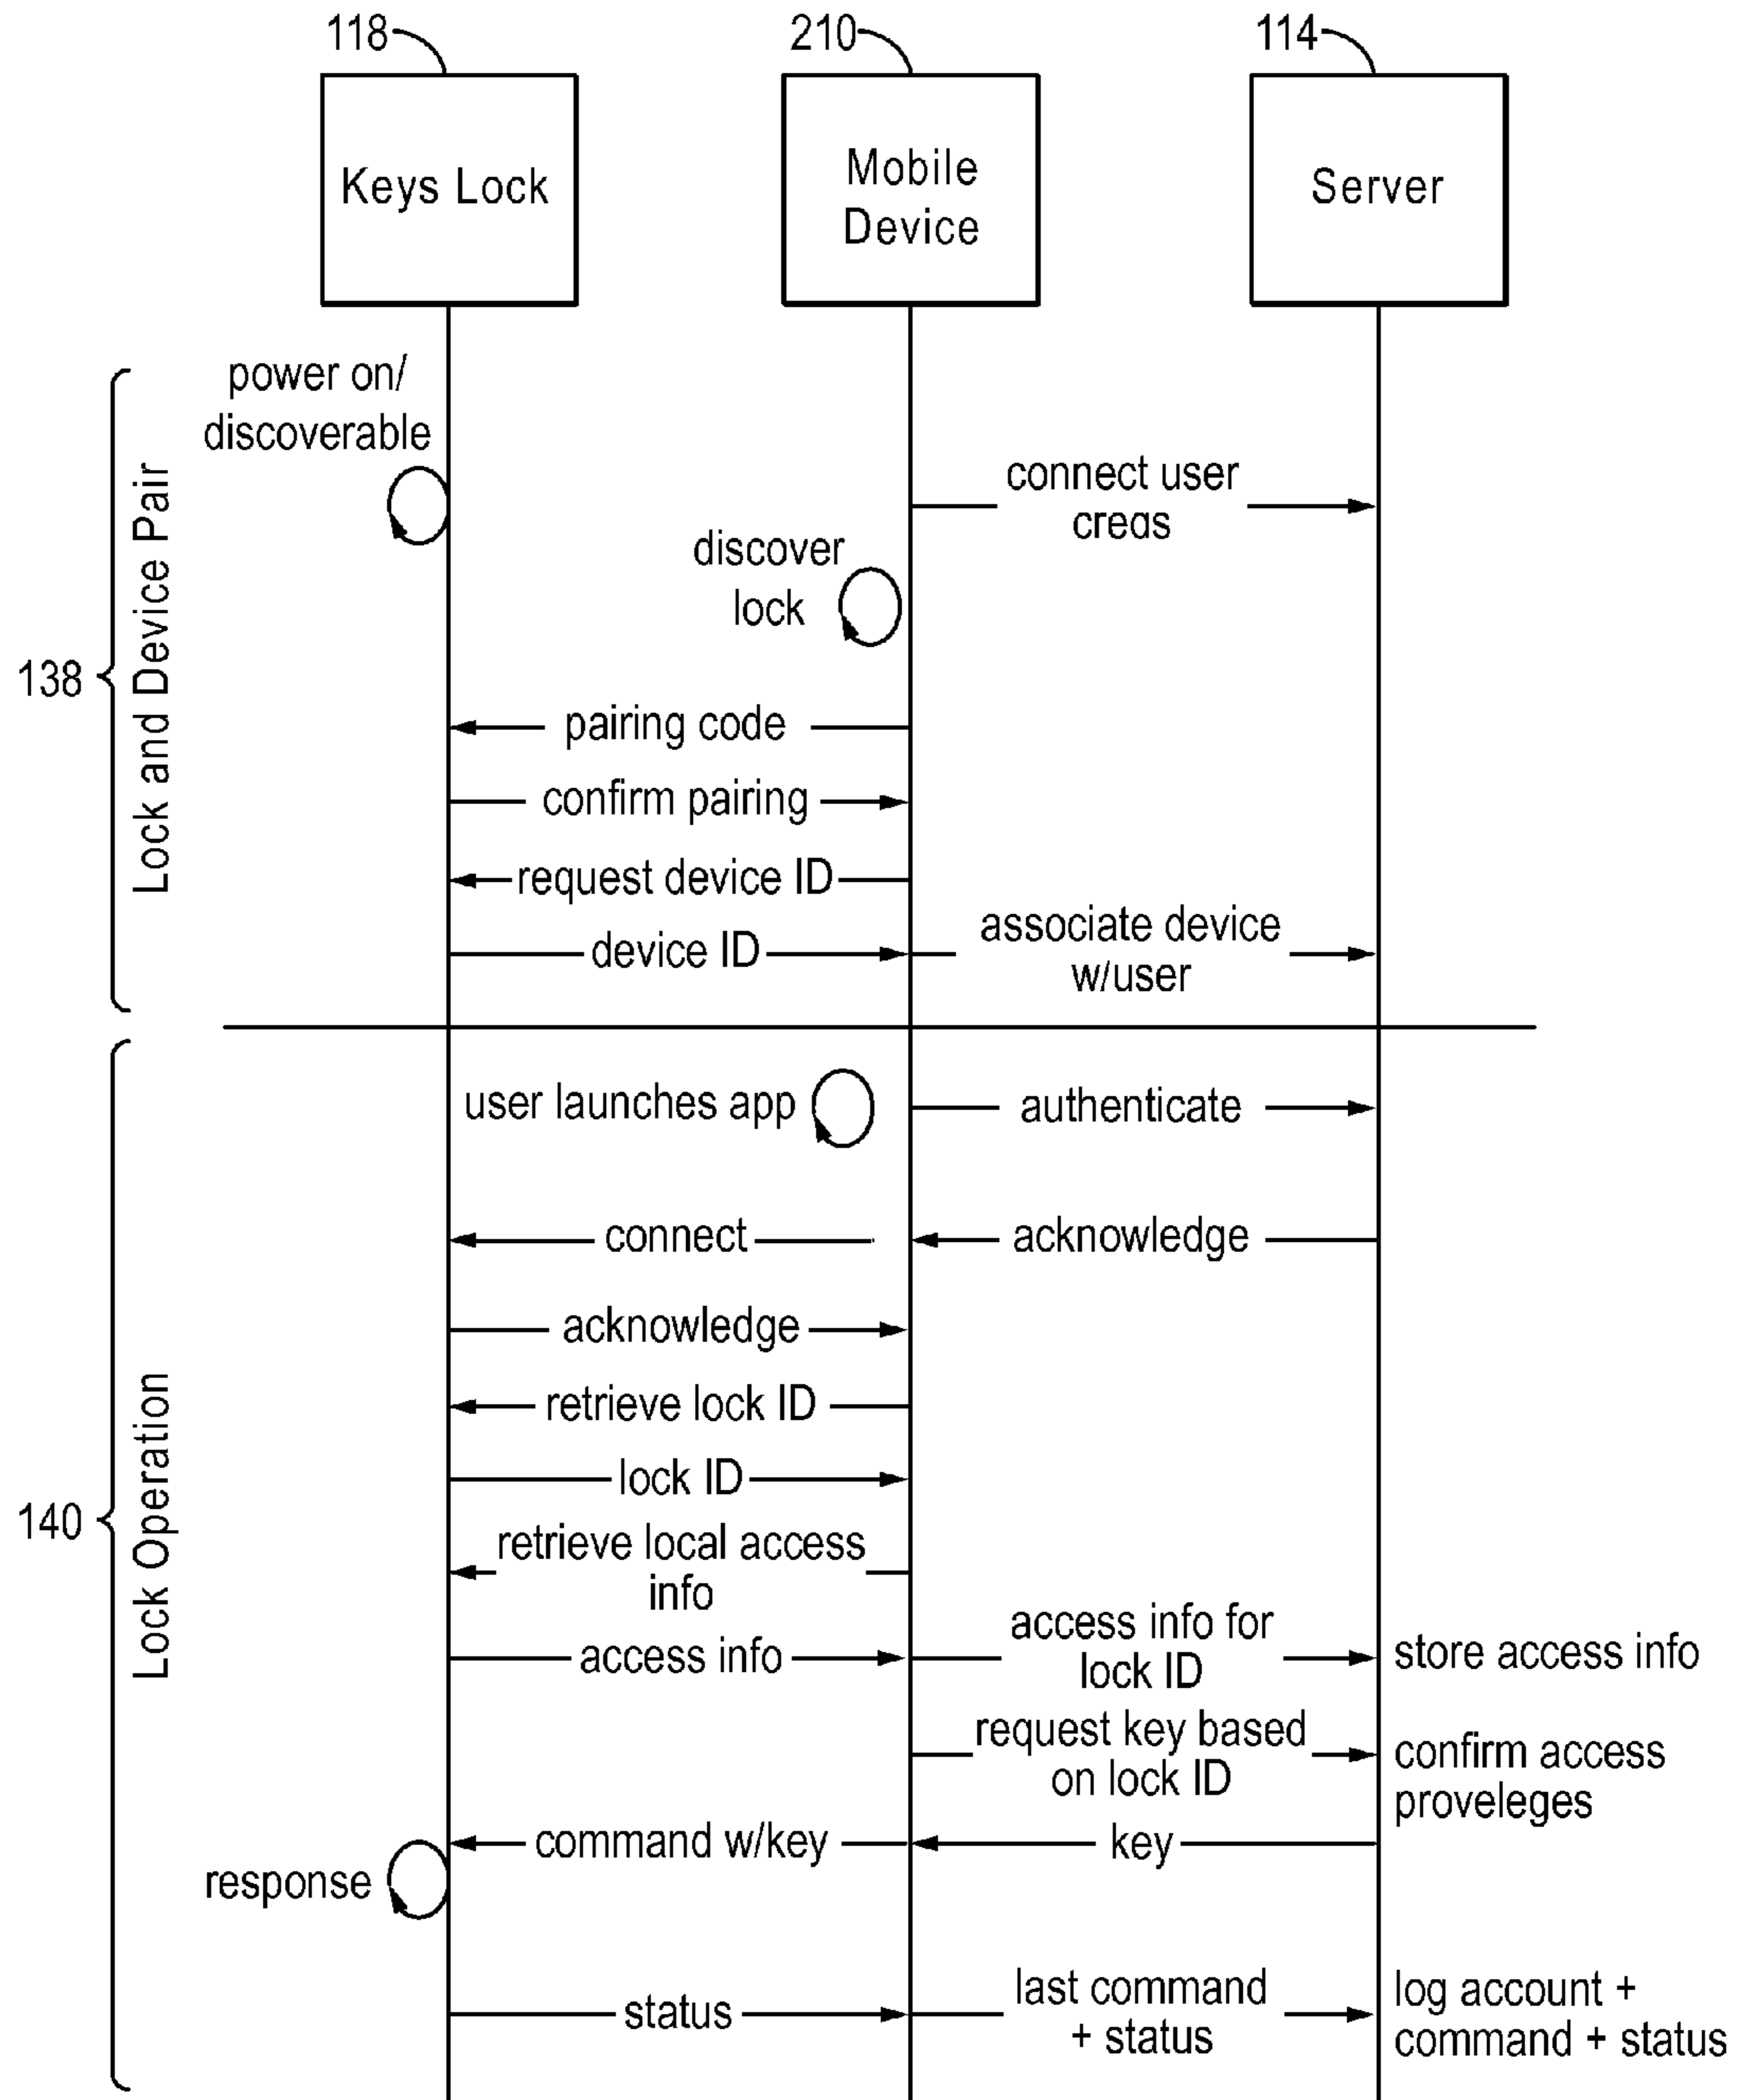 118
210
114
Keys Lock
Mobile
Device
Server
power on/
discoverable
connect user
creds
discover
lock
138
Lock and Device Pair
pairing code
confirm pairing
request device ID
device ID
associate device
w/user
user launches app
authenticate
connect
acknowledge
acknowledge
retrieve lock ID
lock ID
140
Lock Operation
retrieve local access
info
access info
access info for
lock ID
store access info
request key based
on lock ID
confirm access
proveleges
command w/key
key
response
status
last command
+ status
log account +
command + status